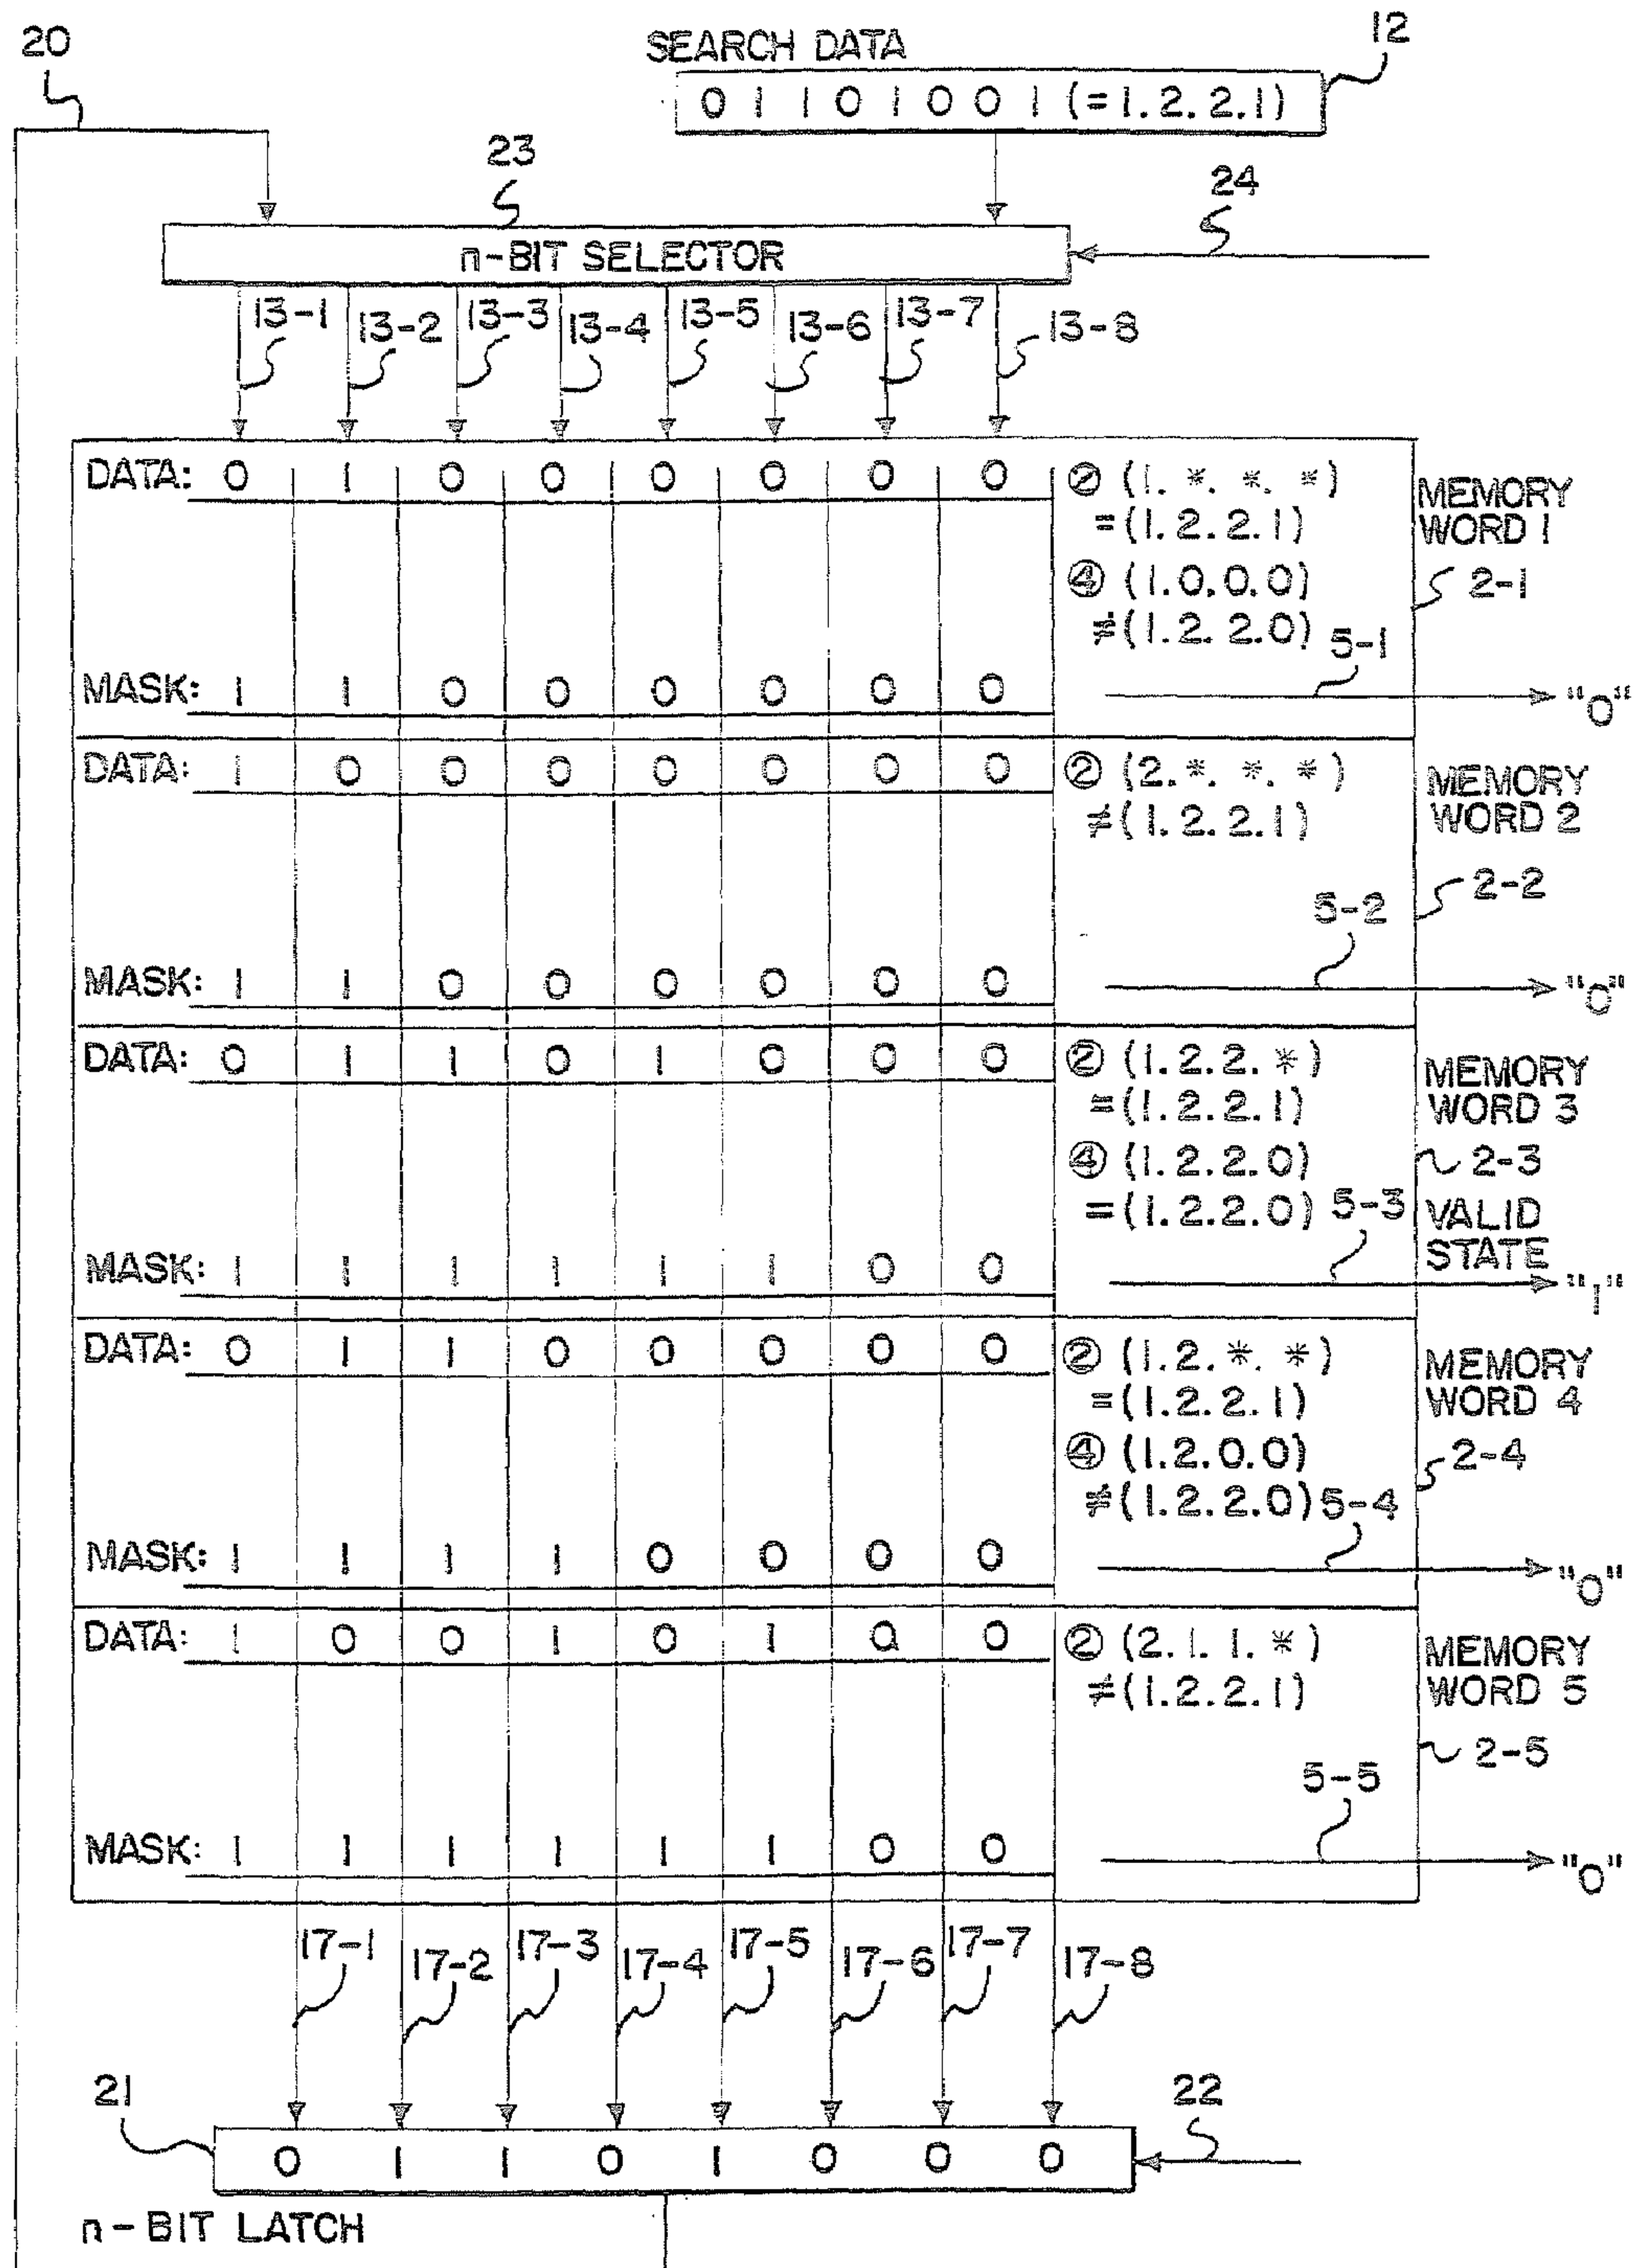 20
SEARCH DATA
12
0 1 1 0 1 0 0 1 (=1.2.2.1)
23
24
n-BIT SELECTOR
13-1 13-2 13-3 13-4 13-5 13-6 13-7 13-8
DATA: 0 1 0 0 0 0 0 0 ② (1.*.*.*) MEMORY
=(1.2.2.1) WORD 1
④ (1.0.0.0) 2-1
≠(1.2.2.0) 5-1
MASK: 1 1 0 0 0 0 0 0 "0"
DATA: 1 0 0 0 0 0 0 0 ② (2.*.*.*) MEMORY
≠(1.2.2.1) WORD 2
2-2
5-2
MASK: 1 1 0 0 0 0 0 0 "0"
DATA: 0 1 1 0 1 0 0 0 ② (1.2.2.*) MEMORY
=(1.2.2.1) WORD 3
④ (1.2.2.0) 2-3
=(1.2.2.0) 5-3 VALID
STATE
MASK: 1 1 1 1 1 1 0 0 "1"
DATA: 0 1 1 0 0 0 0 0 ② (1.2.*.*) MEMORY
=(1.2.2.1) WORD 4
④ (1.2.0.0) 2-4
≠(1.2.2.0) 5-4
MASK: 1 1 1 1 0 0 0 0 "0"
DATA: 1 0 0 1 0 1 0 0 ② (2.1.1.*) MEMORY
≠(1.2.2.1) WORD 5
2-5
5-5
MASK: 1 1 1 1 1 1 0 0 "0"
17-1 17-2 17-3 17-4 17-5 17-6 17-7 17-8
21
22
0 1 1 0 1 0 0 0
n-BIT LATCH